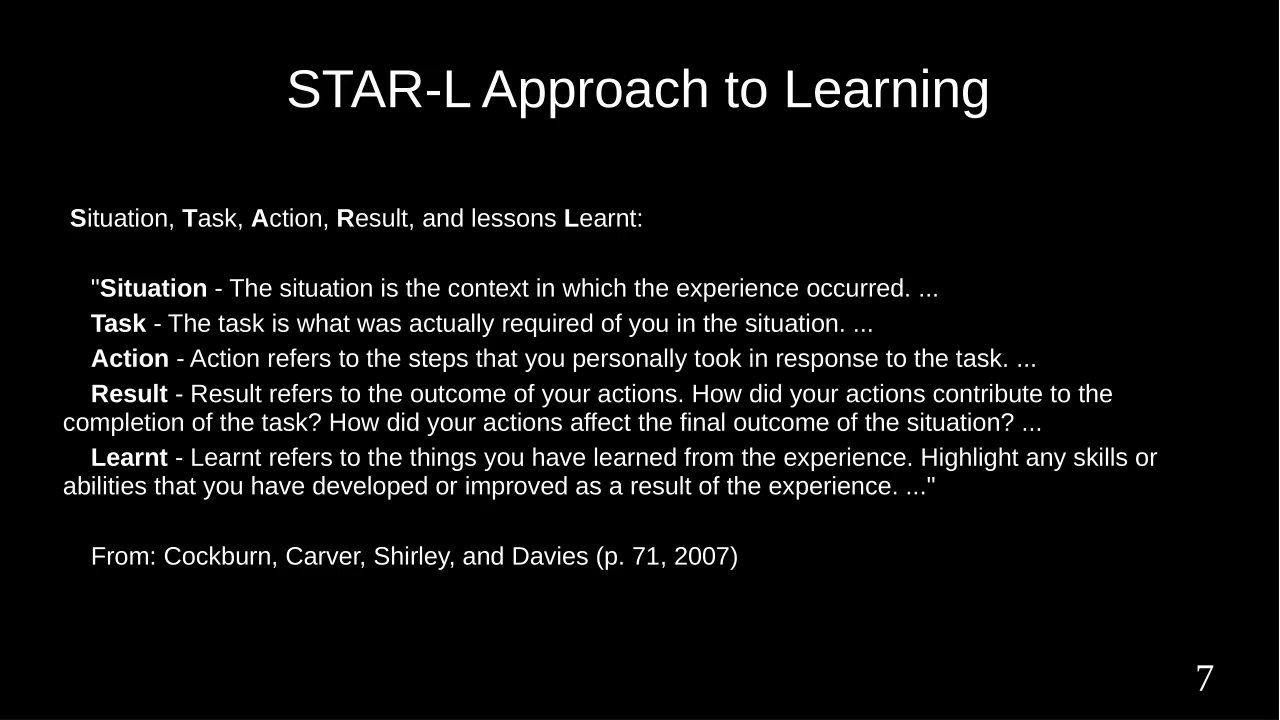 STAR-L Approach to Learning
Situation, Task, Action, Result, and lessons Learnt:
"Situation - The situation is the context in which the experience occurred. ...
Task - The task is what was actually required of you in the situation. ...
Action - Action refers to the steps that you personally took in response to the task. ...
Result - Result refers to the outcome of your actions. How did your actions contribute to the
completion of the task? How did your actions affect the final outcome of the situation? ...
Learnt - Learnt refers to the things you have learned from the experience. Highlight any skills or
abilities that you have developed or improved as a result of the experience. ..."
From: Cockburn, Carver, Shirley, and Davies (p. 71, 2007)
7